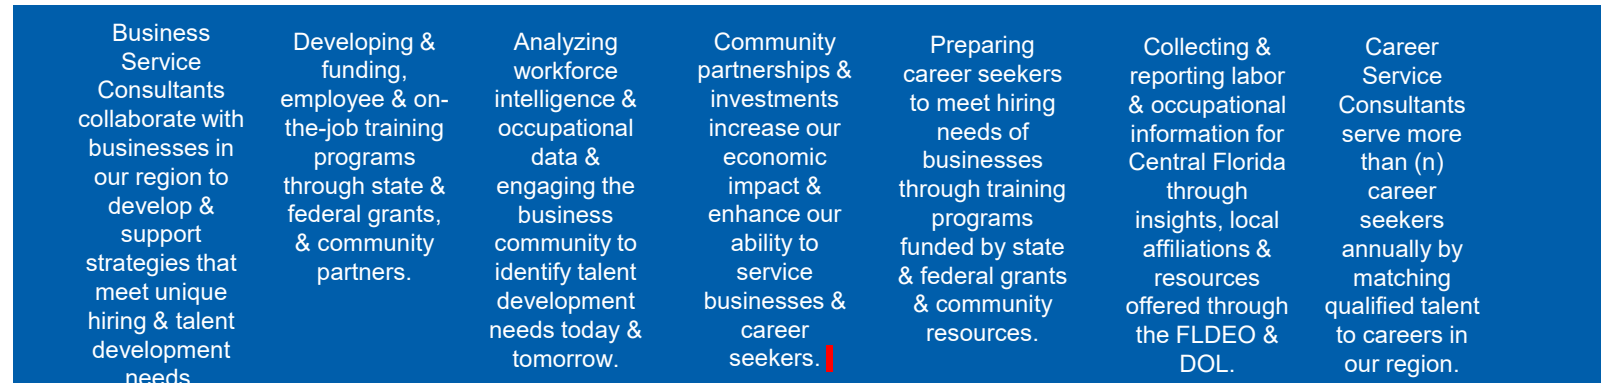 Business
Service
Consultants
collaborate with
businesses in
our region to
develop &
support
strategies that
meet unique
hiring & talent
development
needs
Developing &
funding,
employee & on-
the-job training
programs
through state &
federal grants,
& community
partners.
Analyzing
workforce
intelligence &
occupational
data &
engaging the
business
community to
identify talent
development
needs today &
tomorrow.
Community
partnerships &
investments
increase our
economic
impact &
enhance our
ability to
service
businesses &
career
seekers.
Preparing
career seekers
to meet hiring
needs of
businesses
through training
programs
funded by state
& federal grants
& community
resources.
Collecting &
reporting labor
& occupational
information for
Central Florida
through
insights, local
affiliations &
resources
offered through
the FLDEO &
DOL.
Career
Service
Consultants
serve more
than (n)
career
seekers
annually by
matching
qualified talent
to careers in
our region.